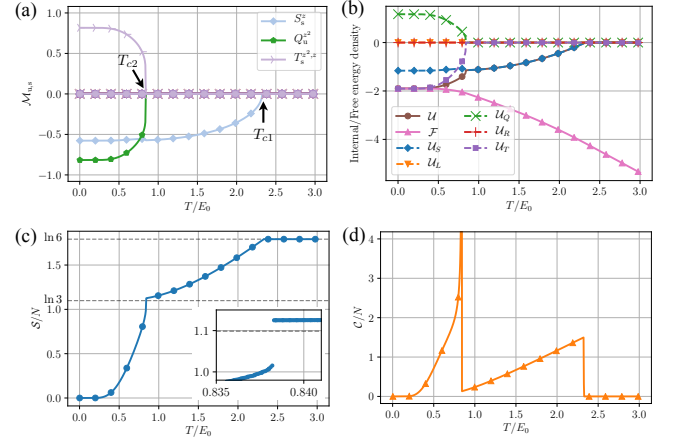 (a)
1.0
0.5
0.0
−0.5
−1.0
ℳ_{u,s}
S_s^z
Q_u^{z^2}
T_s^{z^2,z}
T_{c2}
T_{c1}
0.0 0.5 1.0 1.5 2.0 2.5 3.0
T/E_0
(b)
0
−2
−4
Internal/Free energy density
𝒰
ℱ
𝒰_S
𝒰_L
𝒰_Q
𝒰_R
𝒰_T
0.0 0.5 1.0 1.5 2.0 2.5 3.0
T/E_0
(c)
ln 6
1.5
ln 3
1.0
0.5
0.0
𝒮/N
1.1
1.0
0.835 0.840
0.0 0.5 1.0 1.5 2.0 2.5 3.0
T/E_0
(d)
4
3
2
1
0
𝒞/N
0.0 0.5 1.0 1.5 2.0 2.5 3.0
T/E_0